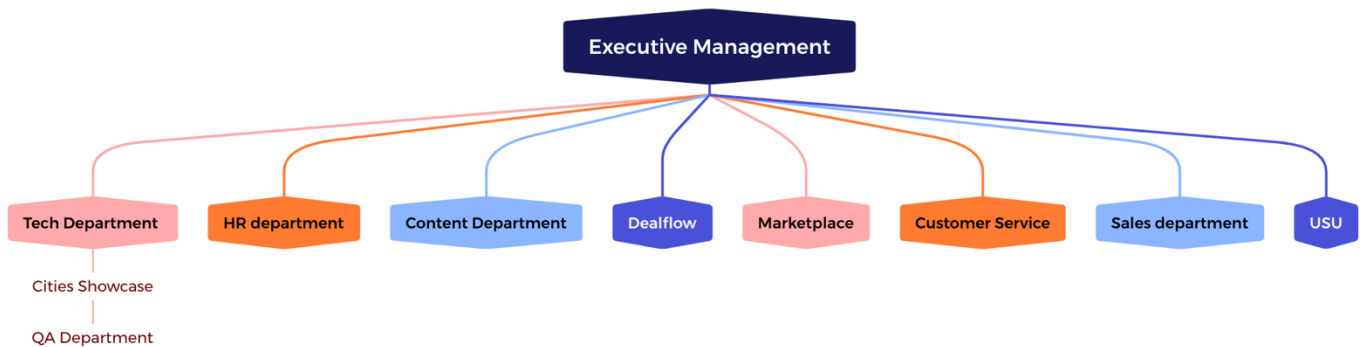 Executive Management
Tech Department
HR department
Content Department
Dealflow
Marketplace
Customer Service
Sales department
USU
Cities Showcase
QA Department